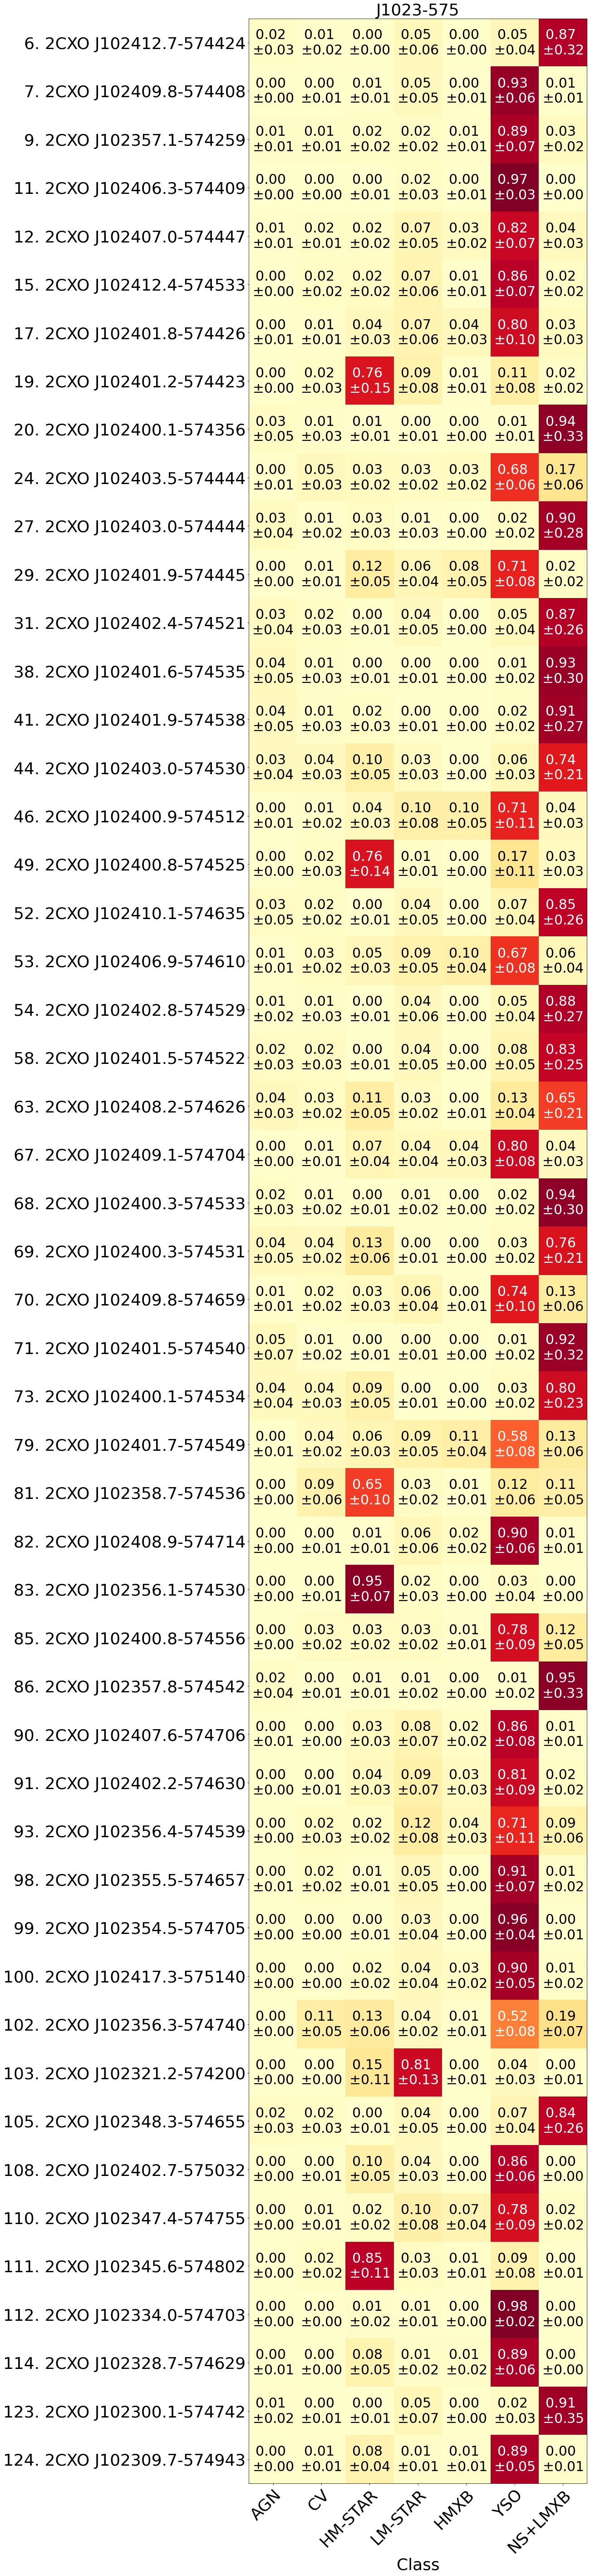 J1023-575
6. 2CXO J102412.7-574424 0.02 0.01 0.00 0.05 0.00 0.05 0.87
±0.03 ±0.02 ±0.00 ±0.06 ±0.00 ±0.04 ±0.32
7. 2CXO J102409.8-574408 0.00 0.00 0.01 0.05 0.00 0.93 0.01
±0.00 ±0.01 ±0.01 ±0.05 ±0.01 ±0.06 ±0.01
9. 2CXO J102357.1-574259 0.01 0.01 0.02 0.02 0.01 0.89 0.03
±0.01 ±0.01 ±0.02 ±0.02 ±0.01 ±0.07 ±0.02
11. 2CXO J102406.3-574409 0.00 0.00 0.00 0.02 0.00 0.97 0.00
±0.00 ±0.00 ±0.01 ±0.03 ±0.01 ±0.03 ±0.00
12. 2CXO J102407.0-574447 0.01 0.02 0.02 0.07 0.03 0.82 0.04
±0.01 ±0.01 ±0.02 ±0.05 ±0.02 ±0.07 ±0.03
15. 2CXO J102412.4-574533 0.00 0.02 0.02 0.07 0.01 0.86 0.02
±0.00 ±0.02 ±0.02 ±0.06 ±0.01 ±0.07 ±0.02
17. 2CXO J102401.8-574426 0.00 0.01 0.04 0.07 0.04 0.80 0.03
±0.01 ±0.01 ±0.03 ±0.06 ±0.03 ±0.10 ±0.03
19. 2CXO J102401.2-574423 0.00 0.02 0.76 0.09 0.01 0.11 0.02
±0.00 ±0.03 ±0.15 ±0.08 ±0.01 ±0.08 ±0.02
20. 2CXO J102400.1-574356 0.03 0.01 0.01 0.00 0.00 0.01 0.94
±0.05 ±0.03 ±0.01 ±0.01 ±0.00 ±0.01 ±0.33
24. 2CXO J102403.5-574444 0.00 0.05 0.03 0.03 0.03 0.68 0.17
±0.01 ±0.03 ±0.02 ±0.02 ±0.02 ±0.06 ±0.06
27. 2CXO J102403.0-574444 0.03 0.01 0.03 0.01 0.00 0.02 0.90
±0.04 ±0.02 ±0.03 ±0.03 ±0.00 ±0.02 ±0.28
29. 2CXO J102401.9-574445 0.00 0.01 0.12 0.06 0.08 0.71 0.02
±0.00 ±0.01 ±0.05 ±0.04 ±0.05 ±0.08 ±0.02
31. 2CXO J102402.4-574521 0.03 0.02 0.00 0.04 0.00 0.05 0.87
±0.04 ±0.03 ±0.01 ±0.05 ±0.00 ±0.04 ±0.26
38. 2CXO J102401.6-574535 0.04 0.01 0.00 0.00 0.00 0.01 0.93
±0.05 ±0.03 ±0.01 ±0.01 ±0.00 ±0.02 ±0.30
41. 2CXO J102401.9-574538 0.04 0.01 0.02 0.00 0.00 0.02 0.91
±0.05 ±0.03 ±0.03 ±0.01 ±0.00 ±0.02 ±0.27
44. 2CXO J102403.0-574530 0.03 0.04 0.10 0.03 0.00 0.06 0.74
±0.04 ±0.03 ±0.05 ±0.03 ±0.00 ±0.03 ±0.21
46. 2CXO J102400.9-574512 0.00 0.01 0.04 0.10 0.10 0.71 0.04
±0.01 ±0.02 ±0.03 ±0.08 ±0.05 ±0.11 ±0.03
49. 2CXO J102400.8-574525 0.00 0.02 0.76 0.01 0.00 0.17 0.03
±0.00 ±0.03 ±0.14 ±0.01 ±0.00 ±0.11 ±0.03
52. 2CXO J102410.1-574635 0.03 0.02 0.00 0.04 0.00 0.07 0.85
±0.05 ±0.02 ±0.01 ±0.05 ±0.00 ±0.04 ±0.26
53. 2CXO J102406.9-574610 0.01 0.03 0.05 0.09 0.10 0.67 0.06
±0.01 ±0.02 ±0.03 ±0.05 ±0.04 ±0.08 ±0.04
54. 2CXO J102402.8-574529 0.01 0.01 0.00 0.04 0.00 0.05 0.88
±0.02 ±0.03 ±0.01 ±0.06 ±0.00 ±0.04 ±0.27
58. 2CXO J102401.5-574522 0.02 0.02 0.00 0.04 0.00 0.08 0.83
±0.03 ±0.03 ±0.01 ±0.05 ±0.00 ±0.05 ±0.25
63. 2CXO J102408.2-574626 0.04 0.03 0.11 0.03 0.00 0.13 0.65
±0.03 ±0.02 ±0.05 ±0.02 ±0.01 ±0.04 ±0.21
67. 2CXO J102409.1-574704 0.00 0.01 0.07 0.04 0.04 0.80 0.04
±0.00 ±0.01 ±0.04 ±0.04 ±0.03 ±0.08 ±0.03
68. 2CXO J102400.3-574533 0.02 0.01 0.00 0.01 0.00 0.02 0.94
±0.03 ±0.02 ±0.01 ±0.02 ±0.00 ±0.02 ±0.30
69. 2CXO J102400.3-574531 0.04 0.04 0.13 0.00 0.00 0.03 0.76
±0.05 ±0.02 ±0.06 ±0.01 ±0.00 ±0.02 ±0.21
70. 2CXO J102409.8-574659 0.01 0.02 0.03 0.06 0.00 0.74 0.13
±0.01 ±0.02 ±0.03 ±0.04 ±0.01 ±0.10 ±0.06
71. 2CXO J102401.5-574540 0.05 0.01 0.00 0.00 0.00 0.01 0.92
±0.07 ±0.02 ±0.01 ±0.01 ±0.00 ±0.02 ±0.32
73. 2CXO J102400.1-574534 0.04 0.04 0.09 0.00 0.00 0.03 0.80
±0.04 ±0.03 ±0.05 ±0.01 ±0.00 ±0.02 ±0.23
79. 2CXO J102401.7-574549 0.00 0.04 0.06 0.09 0.11 0.58 0.13
±0.01 ±0.02 ±0.03 ±0.05 ±0.04 ±0.08 ±0.06
81. 2CXO J102358.7-574536 0.00 0.09 0.65 0.03 0.01 0.12 0.11
±0.00 ±0.06 ±0.10 ±0.02 ±0.01 ±0.06 ±0.05
82. 2CXO J102408.9-574714 0.00 0.00 0.01 0.06 0.02 0.90 0.01
±0.00 ±0.01 ±0.01 ±0.06 ±0.02 ±0.06 ±0.01
83. 2CXO J102356.1-574530 0.00 0.00 0.95 0.02 0.00 0.03 0.00
±0.00 ±0.01 ±0.07 ±0.03 ±0.00 ±0.04 ±0.00
85. 2CXO J102400.8-574556 0.00 0.03 0.03 0.03 0.01 0.78 0.12
±0.00 ±0.02 ±0.02 ±0.02 ±0.01 ±0.09 ±0.05
86. 2CXO J102357.8-574542 0.02 0.00 0.01 0.01 0.00 0.01 0.95
±0.04 ±0.01 ±0.01 ±0.02 ±0.00 ±0.02 ±0.33
90. 2CXO J102407.6-574706 0.00 0.00 0.03 0.08 0.02 0.86 0.01
±0.01 ±0.00 ±0.03 ±0.07 ±0.02 ±0.08 ±0.01
91. 2CXO J102402.2-574630 0.00 0.00 0.04 0.09 0.03 0.81 0.02
±0.00 ±0.01 ±0.03 ±0.07 ±0.03 ±0.09 ±0.02
93. 2CXO J102356.4-574539 0.00 0.02 0.02 0.12 0.04 0.71 0.09
±0.01 ±0.03 ±0.02 ±0.08 ±0.03 ±0.11 ±0.06
98. 2CXO J102355.5-574657 0.00 0.02 0.01 0.05 0.00 0.91 0.01
±0.01 ±0.02 ±0.01 ±0.05 ±0.00 ±0.07 ±0.02
99. 2CXO J102354.5-574705 0.00 0.00 0.00 0.03 0.00 0.96 0.00
±0.00 ±0.00 ±0.01 ±0.04 ±0.01 ±0.04 ±0.01
100. 2CXO J102417.3-575140 0.00 0.00 0.02 0.04 0.03 0.90 0.01
±0.00 ±0.00 ±0.02 ±0.04 ±0.02 ±0.05 ±0.02
102. 2CXO J102356.3-574740 0.00 0.11 0.13 0.04 0.01 0.52 0.19
±0.00 ±0.05 ±0.06 ±0.02 ±0.01 ±0.08 ±0.07
103. 2CXO J102321.2-574200 0.00 0.00 0.15 0.81 0.00 0.04 0.00
±0.00 ±0.00 ±0.11 ±0.13 ±0.01 ±0.03 ±0.01
105. 2CXO J102348.3-574655 0.02 0.02 0.00 0.04 0.00 0.07 0.84
±0.03 ±0.03 ±0.01 ±0.05 ±0.00 ±0.04 ±0.26
108. 2CXO J102402.7-575032 0.00 0.00 0.10 0.04 0.00 0.86 0.00
±0.00 ±0.01 ±0.05 ±0.03 ±0.00 ±0.06 ±0.00
110. 2CXO J102347.4-574755 0.00 0.01 0.02 0.10 0.07 0.78 0.02
±0.00 ±0.01 ±0.02 ±0.08 ±0.04 ±0.09 ±0.02
111. 2CXO J102345.6-574802 0.00 0.02 0.85 0.03 0.01 0.09 0.00
±0.00 ±0.02 ±0.11 ±0.03 ±0.01 ±0.08 ±0.01
112. 2CXO J102334.0-574703 0.00 0.00 0.01 0.01 0.00 0.98 0.00
±0.00 ±0.00 ±0.02 ±0.01 ±0.00 ±0.02 ±0.00
114. 2CXO J102328.7-574629 0.00 0.00 0.08 0.01 0.01 0.89 0.00
±0.01 ±0.00 ±0.05 ±0.02 ±0.02 ±0.06 ±0.00
123. 2CXO J102300.1-574742 0.01 0.00 0.00 0.05 0.00 0.02 0.91
±0.02 ±0.01 ±0.01 ±0.07 ±0.00 ±0.03 ±0.35
124. 2CXO J102309.7-574943 0.00 0.01 0.08 0.01 0.01 0.89 0.00
±0.00 ±0.01 ±0.04 ±0.01 ±0.01 ±0.05 ±0.01
AGN CV HM-STAR LM-STAR HMXB YSO NS+LMXB
Class